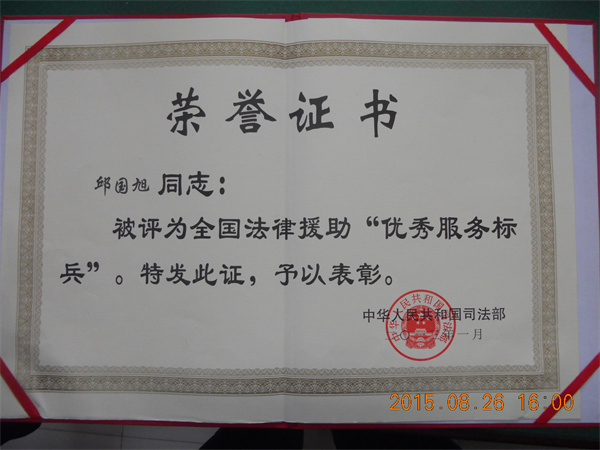 荣誉证书
邱国旭 同志:
被评为全国法律援助“优秀服务标
兵”。特发此证,予以表彰。
中华人民共和国司法部
年一月
2015.08.26 16:00